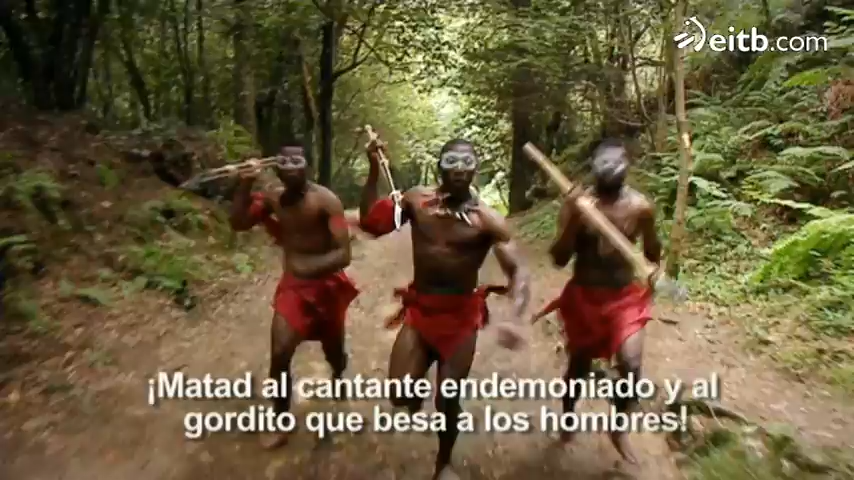 eitb.com
¡Matad al cantante endemoniado y al
gordito que besa a los hombres!